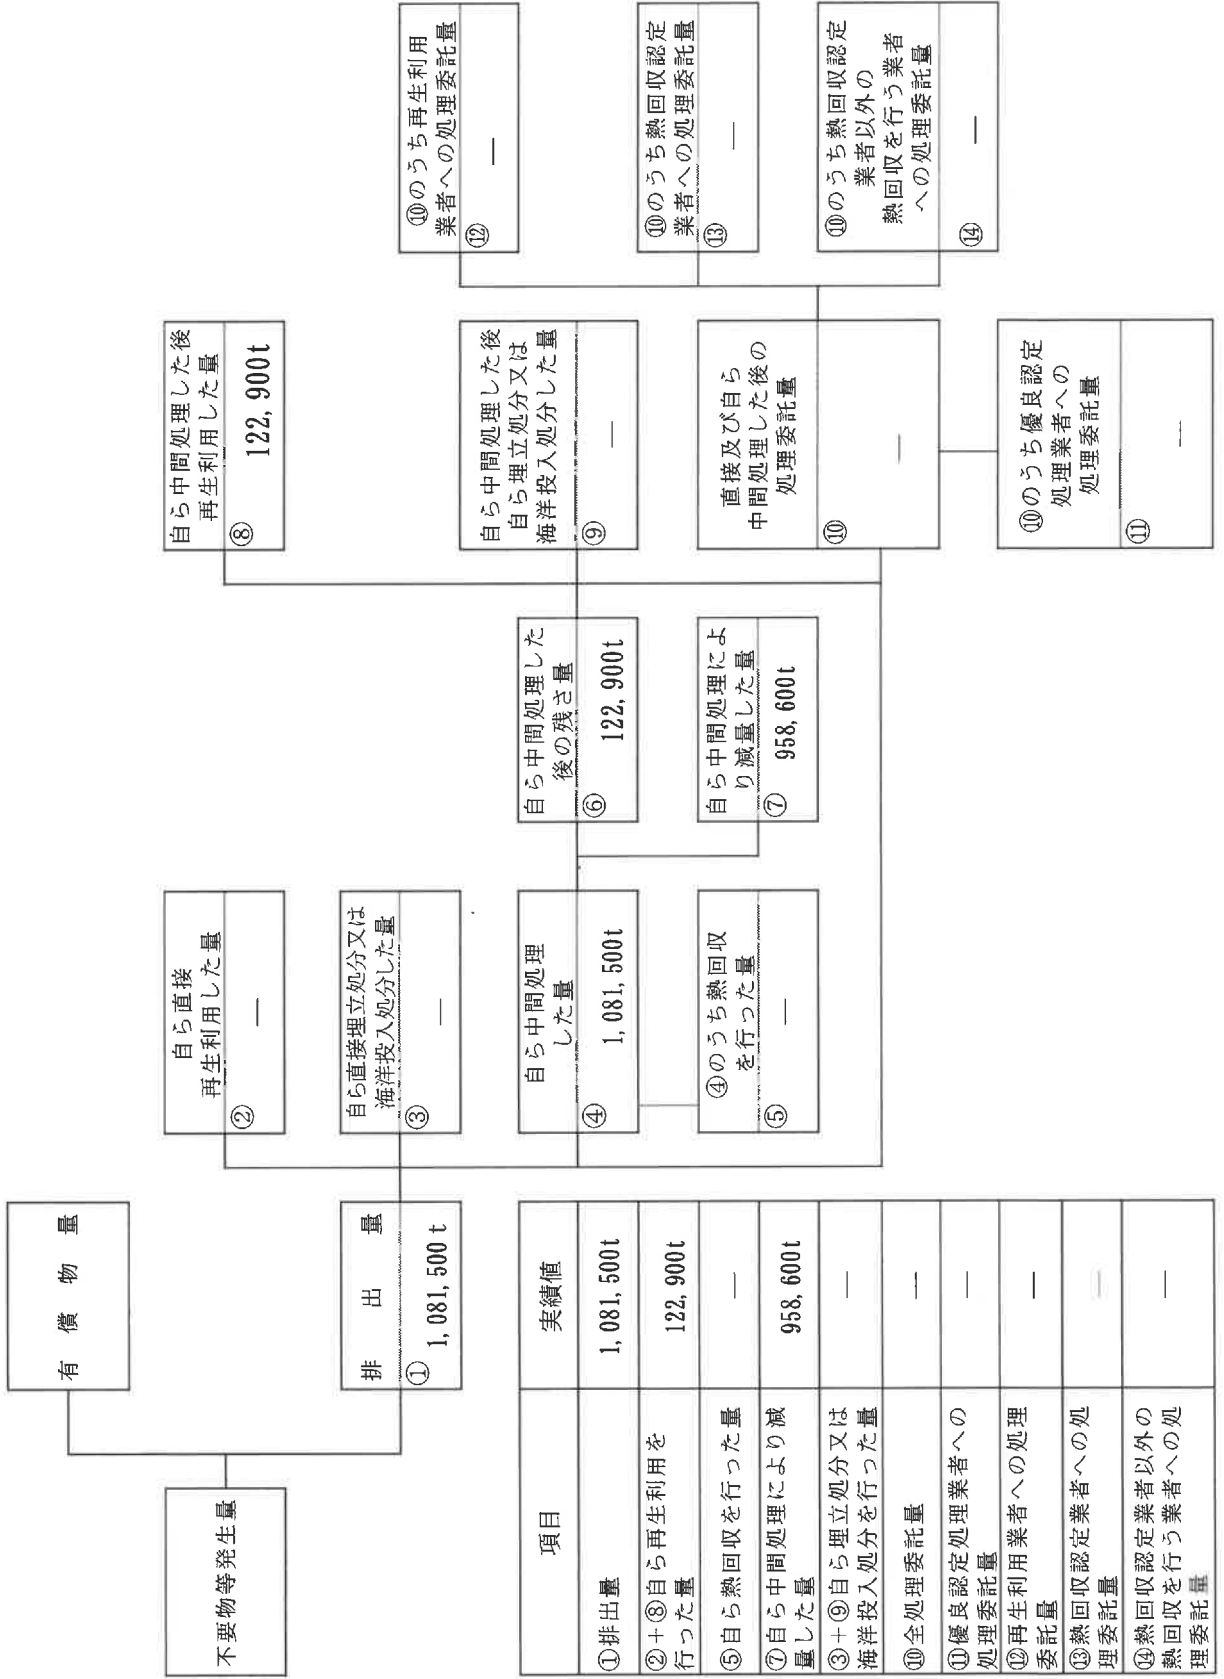 不要物等発生量
有償物量
排出量
① 1,081,500 t
自ら直接
再生利用した量
②
—
自ら直接埋立処分又は
海洋投入処分した量
③
—
自ら中間処理
した量
④ 1,081,500t
④のうち熱回収
を行った量
⑤
—
自ら中間処理した
後の残さ量
⑥ 122,900t
自ら中間処理によ
り減量した量
⑦ 958,600t
自ら中間処理した後
再生利用した量
⑧ 122,900t
自ら中間処理した後
自ら埋立処分又は
海洋投入処分した量
⑨
—
直接及び自ら
中間処理した後の
処理委託量
⑩
—
⑩のうち優良認定
処理業者への
処理委託量
⑪
—
⑩のうち再生利用
業者への処理委託量
⑫
—
⑩のうち熱回収認定
業者への処理委託量
⑬
—
⑩のうち熱回収認定
業者以外の
熱回収を行う業者
への処理委託量
⑭
—
項目 実績値
①排出量 1,081,500t
②+⑧自ら再生利用を
行った量 122,900t
⑤自ら熱回収を行った量 —
⑦自ら中間処理により減
量した量 958,600t
③+⑨自ら埋立処分又は
海洋投入処分を行った量 —
⑩全処理委託量 —
⑪優良認定処理業者への
処理委託量 —
⑫再生利用業者への処理
委託量 —
⑬熱回収認定業者への処
理委託量 —
⑭熱回収認定業者以外の
熱回収を行う業者への処
理委託量 —